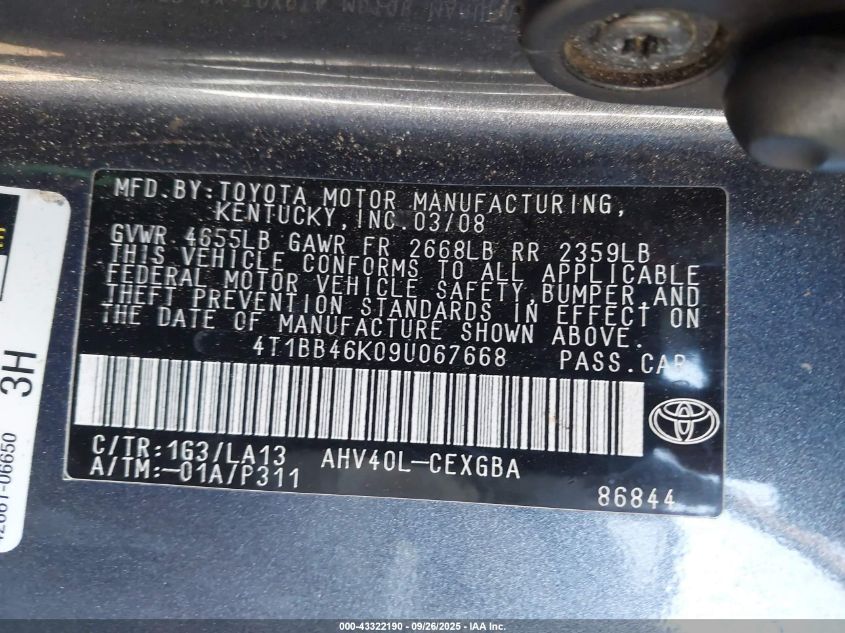 MFD.BY:TOYOTA MOTOR MANUFACTURING,
KENTUCKY,INC.03/08
GVWR 4655LB GAWR FR 2668LB RR 2359LB
THIS VEHICLE CONFORMS TO ALL APPLICABLE
FEDERAL MOTOR VEHICLE SAFETY,BUMPER,AND
THEFT PREVENTION STANDARDS IN EFFECT ON
THE DATE OF MANUFACTURE SHOWN ABOVE.
4T1BB46K09U067668 PASS.CAR
C/TR:1G3/LA13
A/TM:-01A/P311
AHV40L-CEXGBA
86844
3H
42661-06650
000-43322190 - 09/26/2025 - IAA Inc.